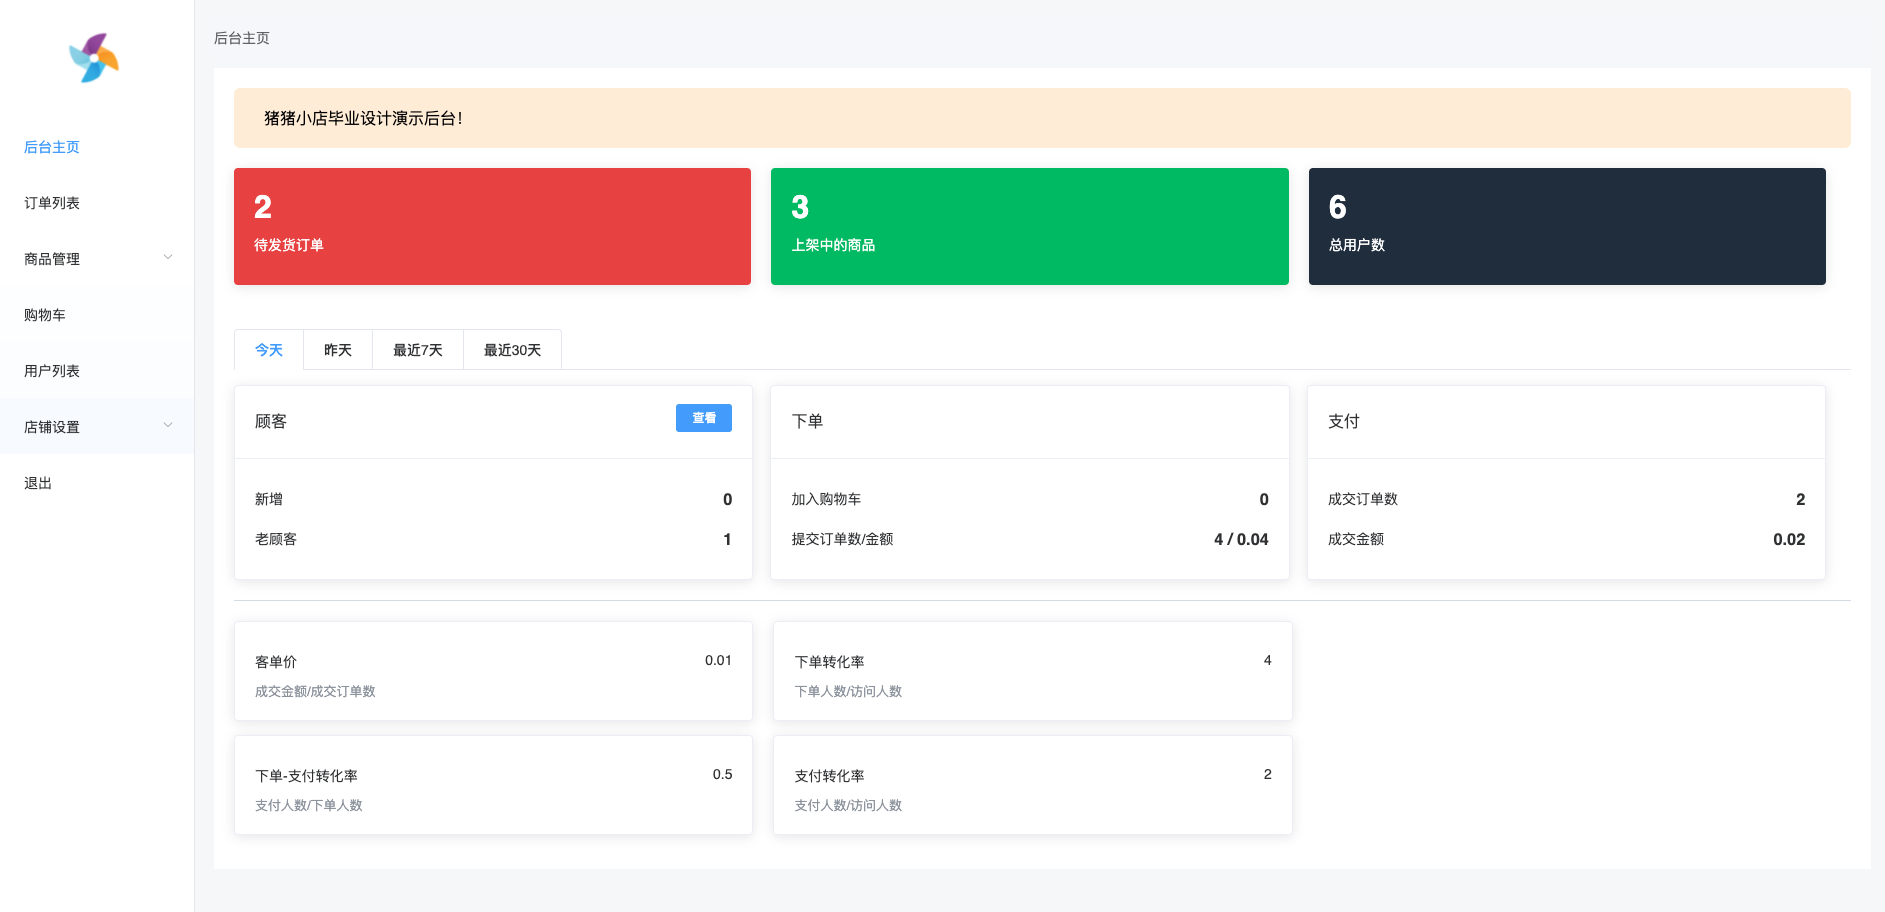 后台主页
订单列表
商品管理
购物车
用户列表
店铺设置
退出
后台主页
猪猪小店毕业设计演示后台!
2
待发货订单
3
上架中的商品
6
总用户数
今天 昨天 最近7天 最近30天
顾客 查看
新增 0
老顾客 1
下单
加入购物车 0
提交订单数/金额 4 / 0.04
支付
成交订单数 2
成交金额 0.02
客单价 0.01
成交金额/成交订单数
下单转化率 4
下单人数/访问人数
下单-支付转化率 0.5
支付人数/下单人数
支付转化率 2
支付人数/访问人数